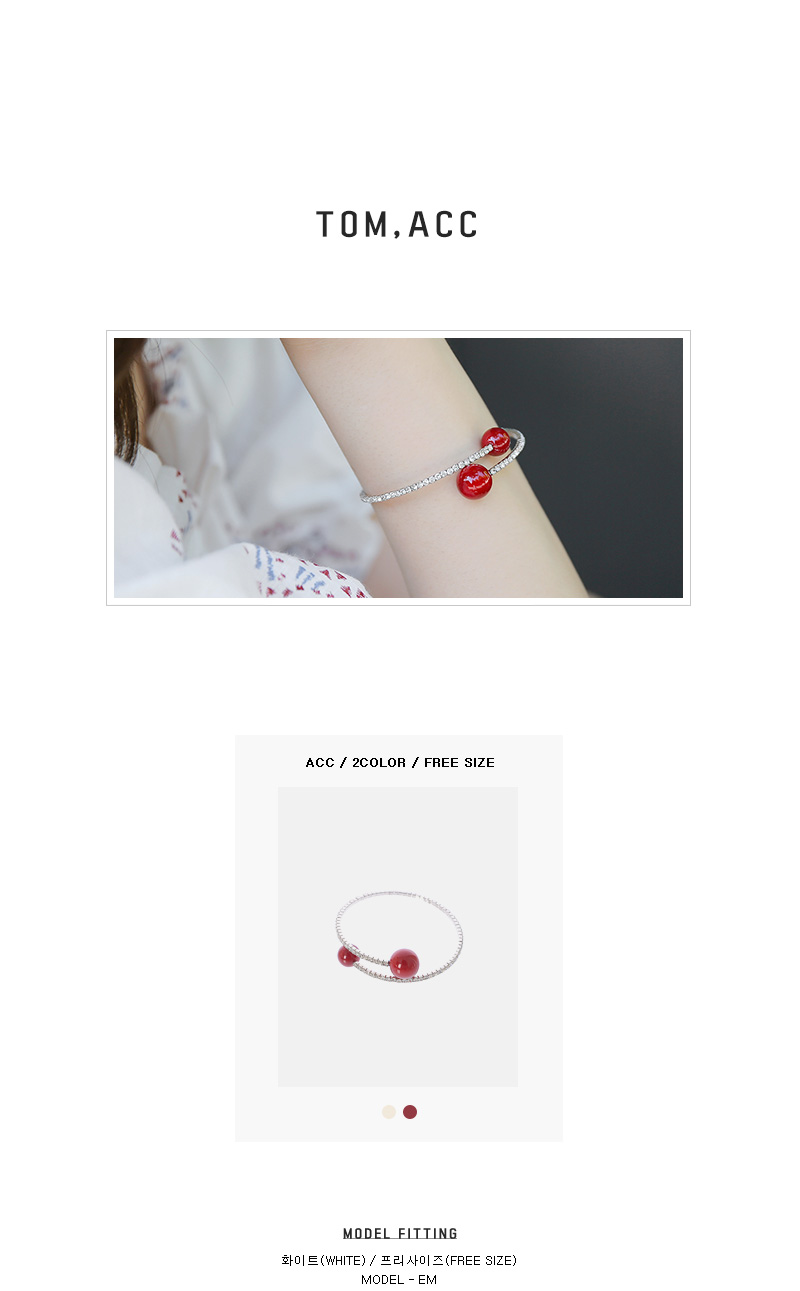 TOM,ACC
ACC / 2COLOR / FREE SIZE
MODEL FITTING
화이트(WHITE) / 프리사이즈(FREE SIZE)
MODEL - EM